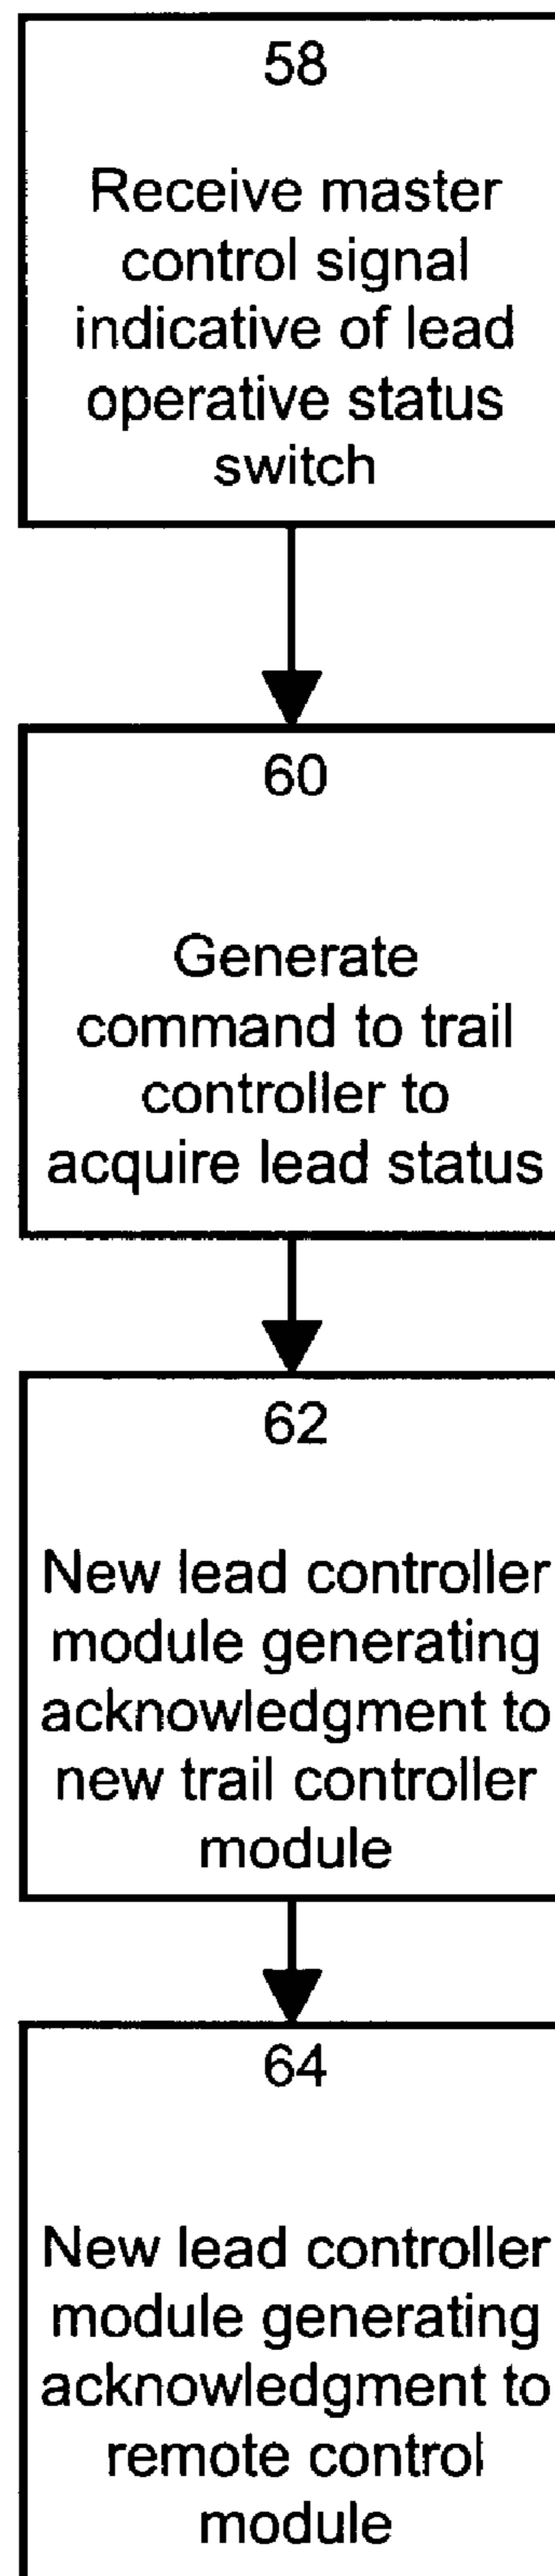 58
Receive master
control signal
indicative of lead
operative status
switch
60
Generate
command to trail
controller to
acquire lead status
62
New lead controller
module generating
acknowledgment to
new trail controller
module
64
New lead controller
module generating
acknowledgment to
remote control
module